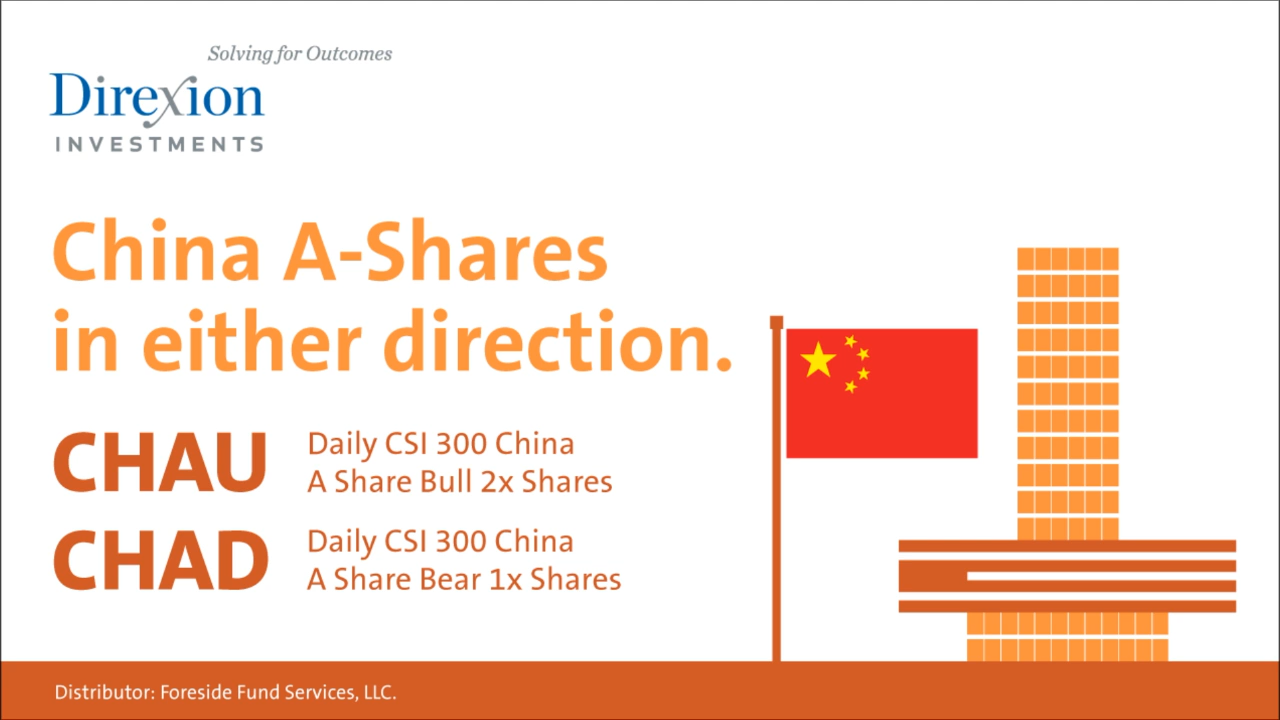 Solving for Outcomes
Direxion
INVESTMENTS
China A-Shares
in either direction.
CHAU
Daily CSI 300 China
A Share Bull 2x Shares
CHAD
Daily CSI 300 China
A Share Bear 1x Shares
Distributor: Foreside Fund Services, LLC.